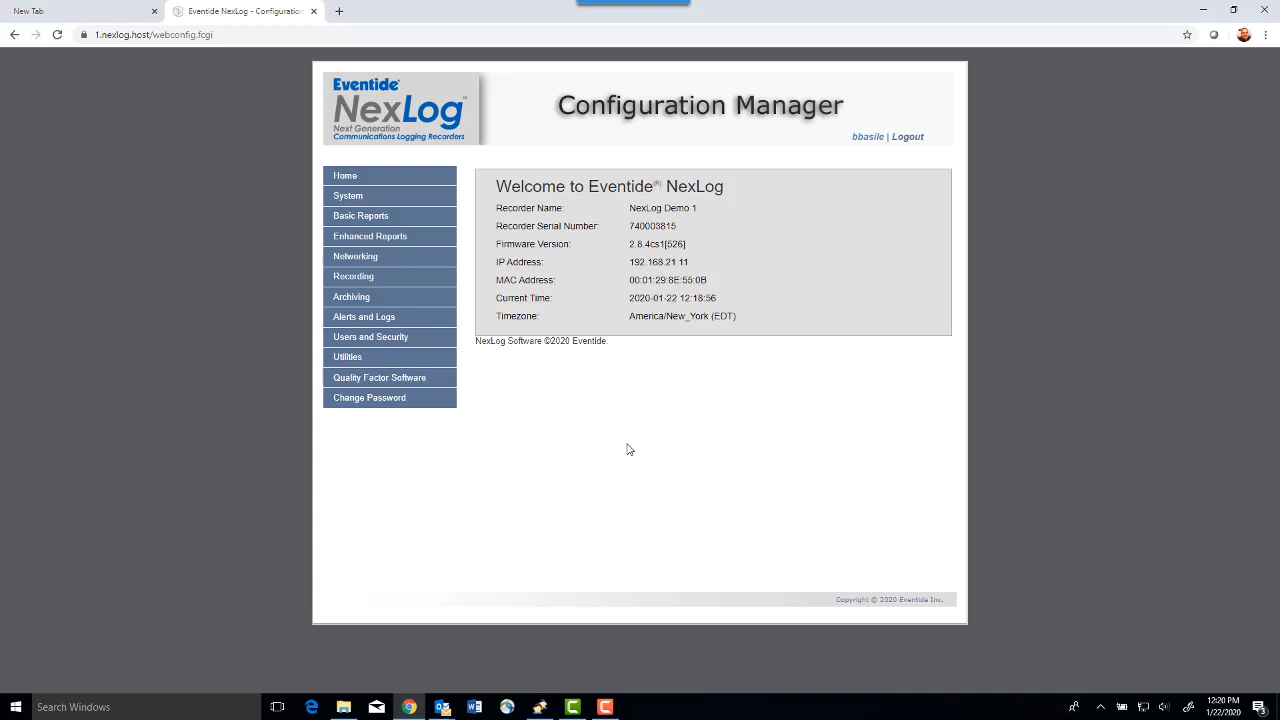 New Tab
Eventide NexLog - Configuration
1.nexlog.host/webconfig.fcgi
Eventide®
NexLog™
Next Generation
Communications Logging Recorders
Configuration Manager
bbasile | Logout
Home
System
Basic Reports
Enhanced Reports
Networking
Recording
Archiving
Alerts and Logs
Users and Security
Utilities
Quality Factor Software
Change Password
Welcome to Eventide(R) NexLog
Recorder Name: NexLog Demo 1
Recorder Serial Number: 740003815
Firmware Version: 2.8.4cs1[526]
IP Address: 192.168.21.11
MAC Address: 00:01:29:8E:55:0B
Current Time: 2020-01-22 12:18:56
Timezone: America/New_York (EDT)
NexLog Software ©2020 Eventide.
Copyright © 2020 Eventide Inc.
Search Windows
12:20 PM
1/22/2020